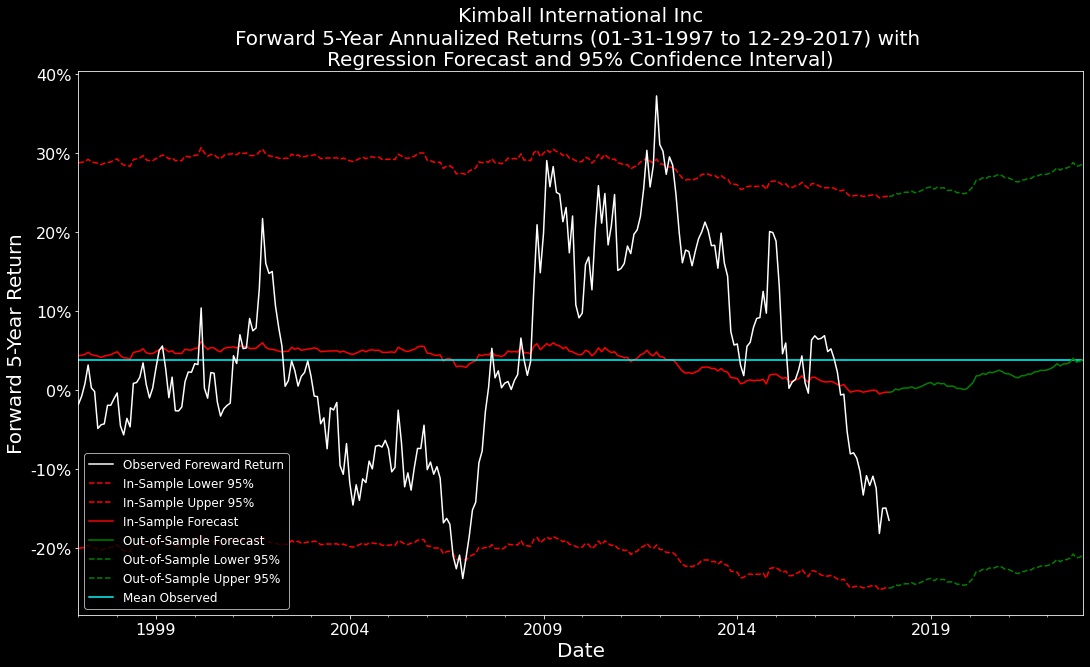 Kimball International Inc
Forward 5-Year Annualized Returns (01-31-1997 to 12-29-2017) with
Regression Forecast and 95% Confidence Interval)
Forward 5-Year Return
40%
30%
20%
10%
0%
-10%
-20%
Observed Foreward Return
In-Sample Lower 95%
In-Sample Upper 95%
In-Sample Forecast
Out-of-Sample Forecast
Out-of-Sample Lower 95%
Out-of-Sample Upper 95%
Mean Observed
1999 2004 2009 2014 2019
Date